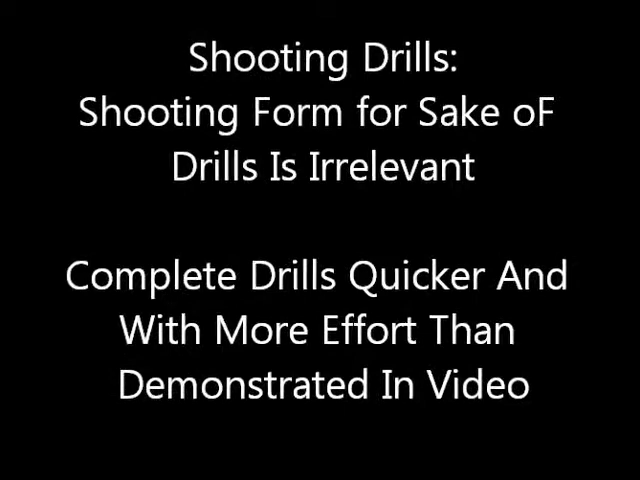 Shooting Drills:
Shooting Form for Sake oF
Drills Is Irrelevant
Complete Drills Quicker And
With More Effort Than
Demonstrated In Video